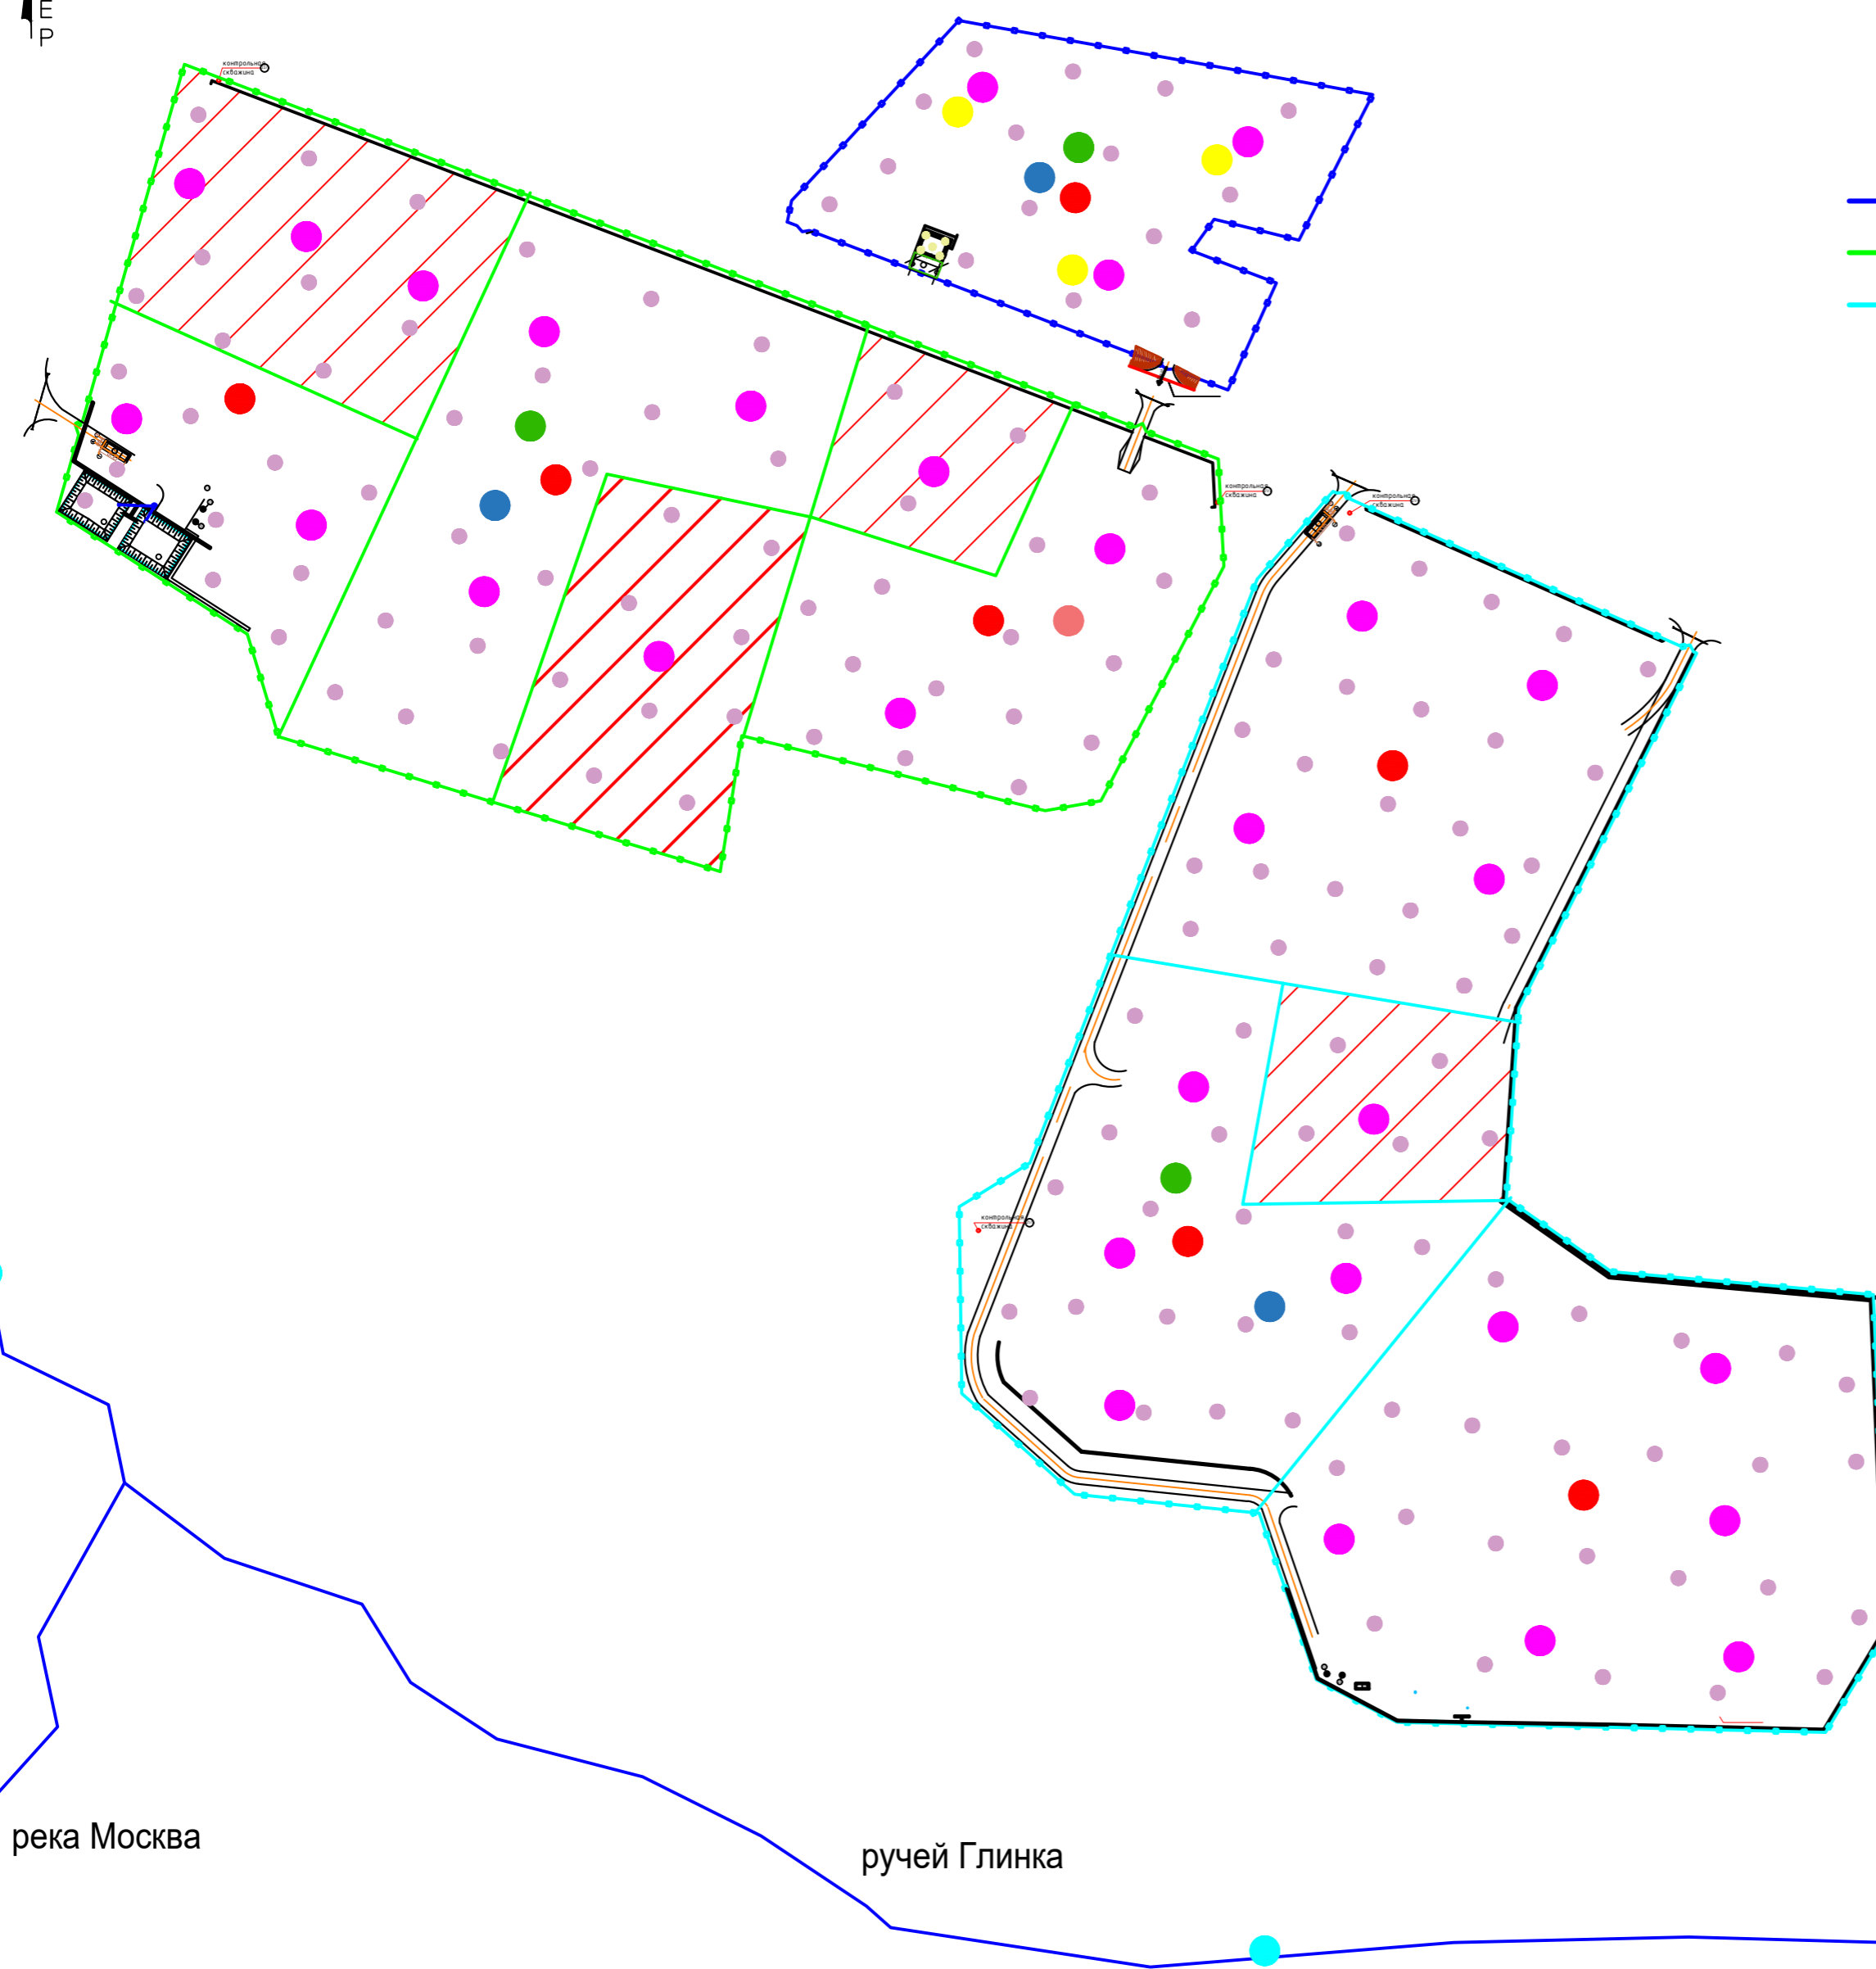 Е
Р
контрольная
скважина
контрольная
скважина
контрольная
скважина
контрольная
скважина
река Москва
ручей Глинка